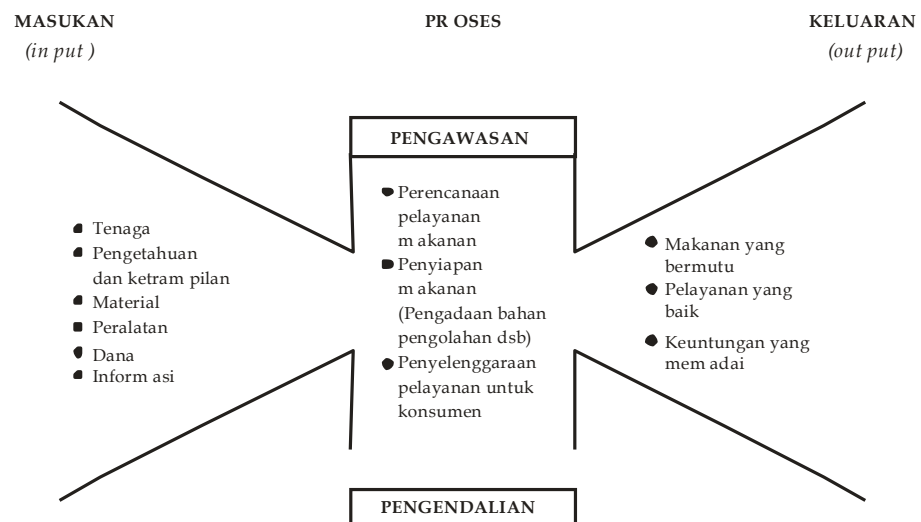 MASUKAN
(in put )
PR OSES
KELUARAN
(out put)
PENGAWASAN
Tenaga
Pengetahuan
dan ketram pilan
Material
Peralatan
Dana
Inform asi
Perencanaan
pelayanan
m akanan
Penyiapan
m akanan
(Pengadaan bahan
pengolahan dsb)
Penyelenggaraan
pelayanan untuk
konsumen
Makanan yang
bermutu
Pelayanan yang
baik
Keuntungan yang
mem adai
PENGENDALIAN